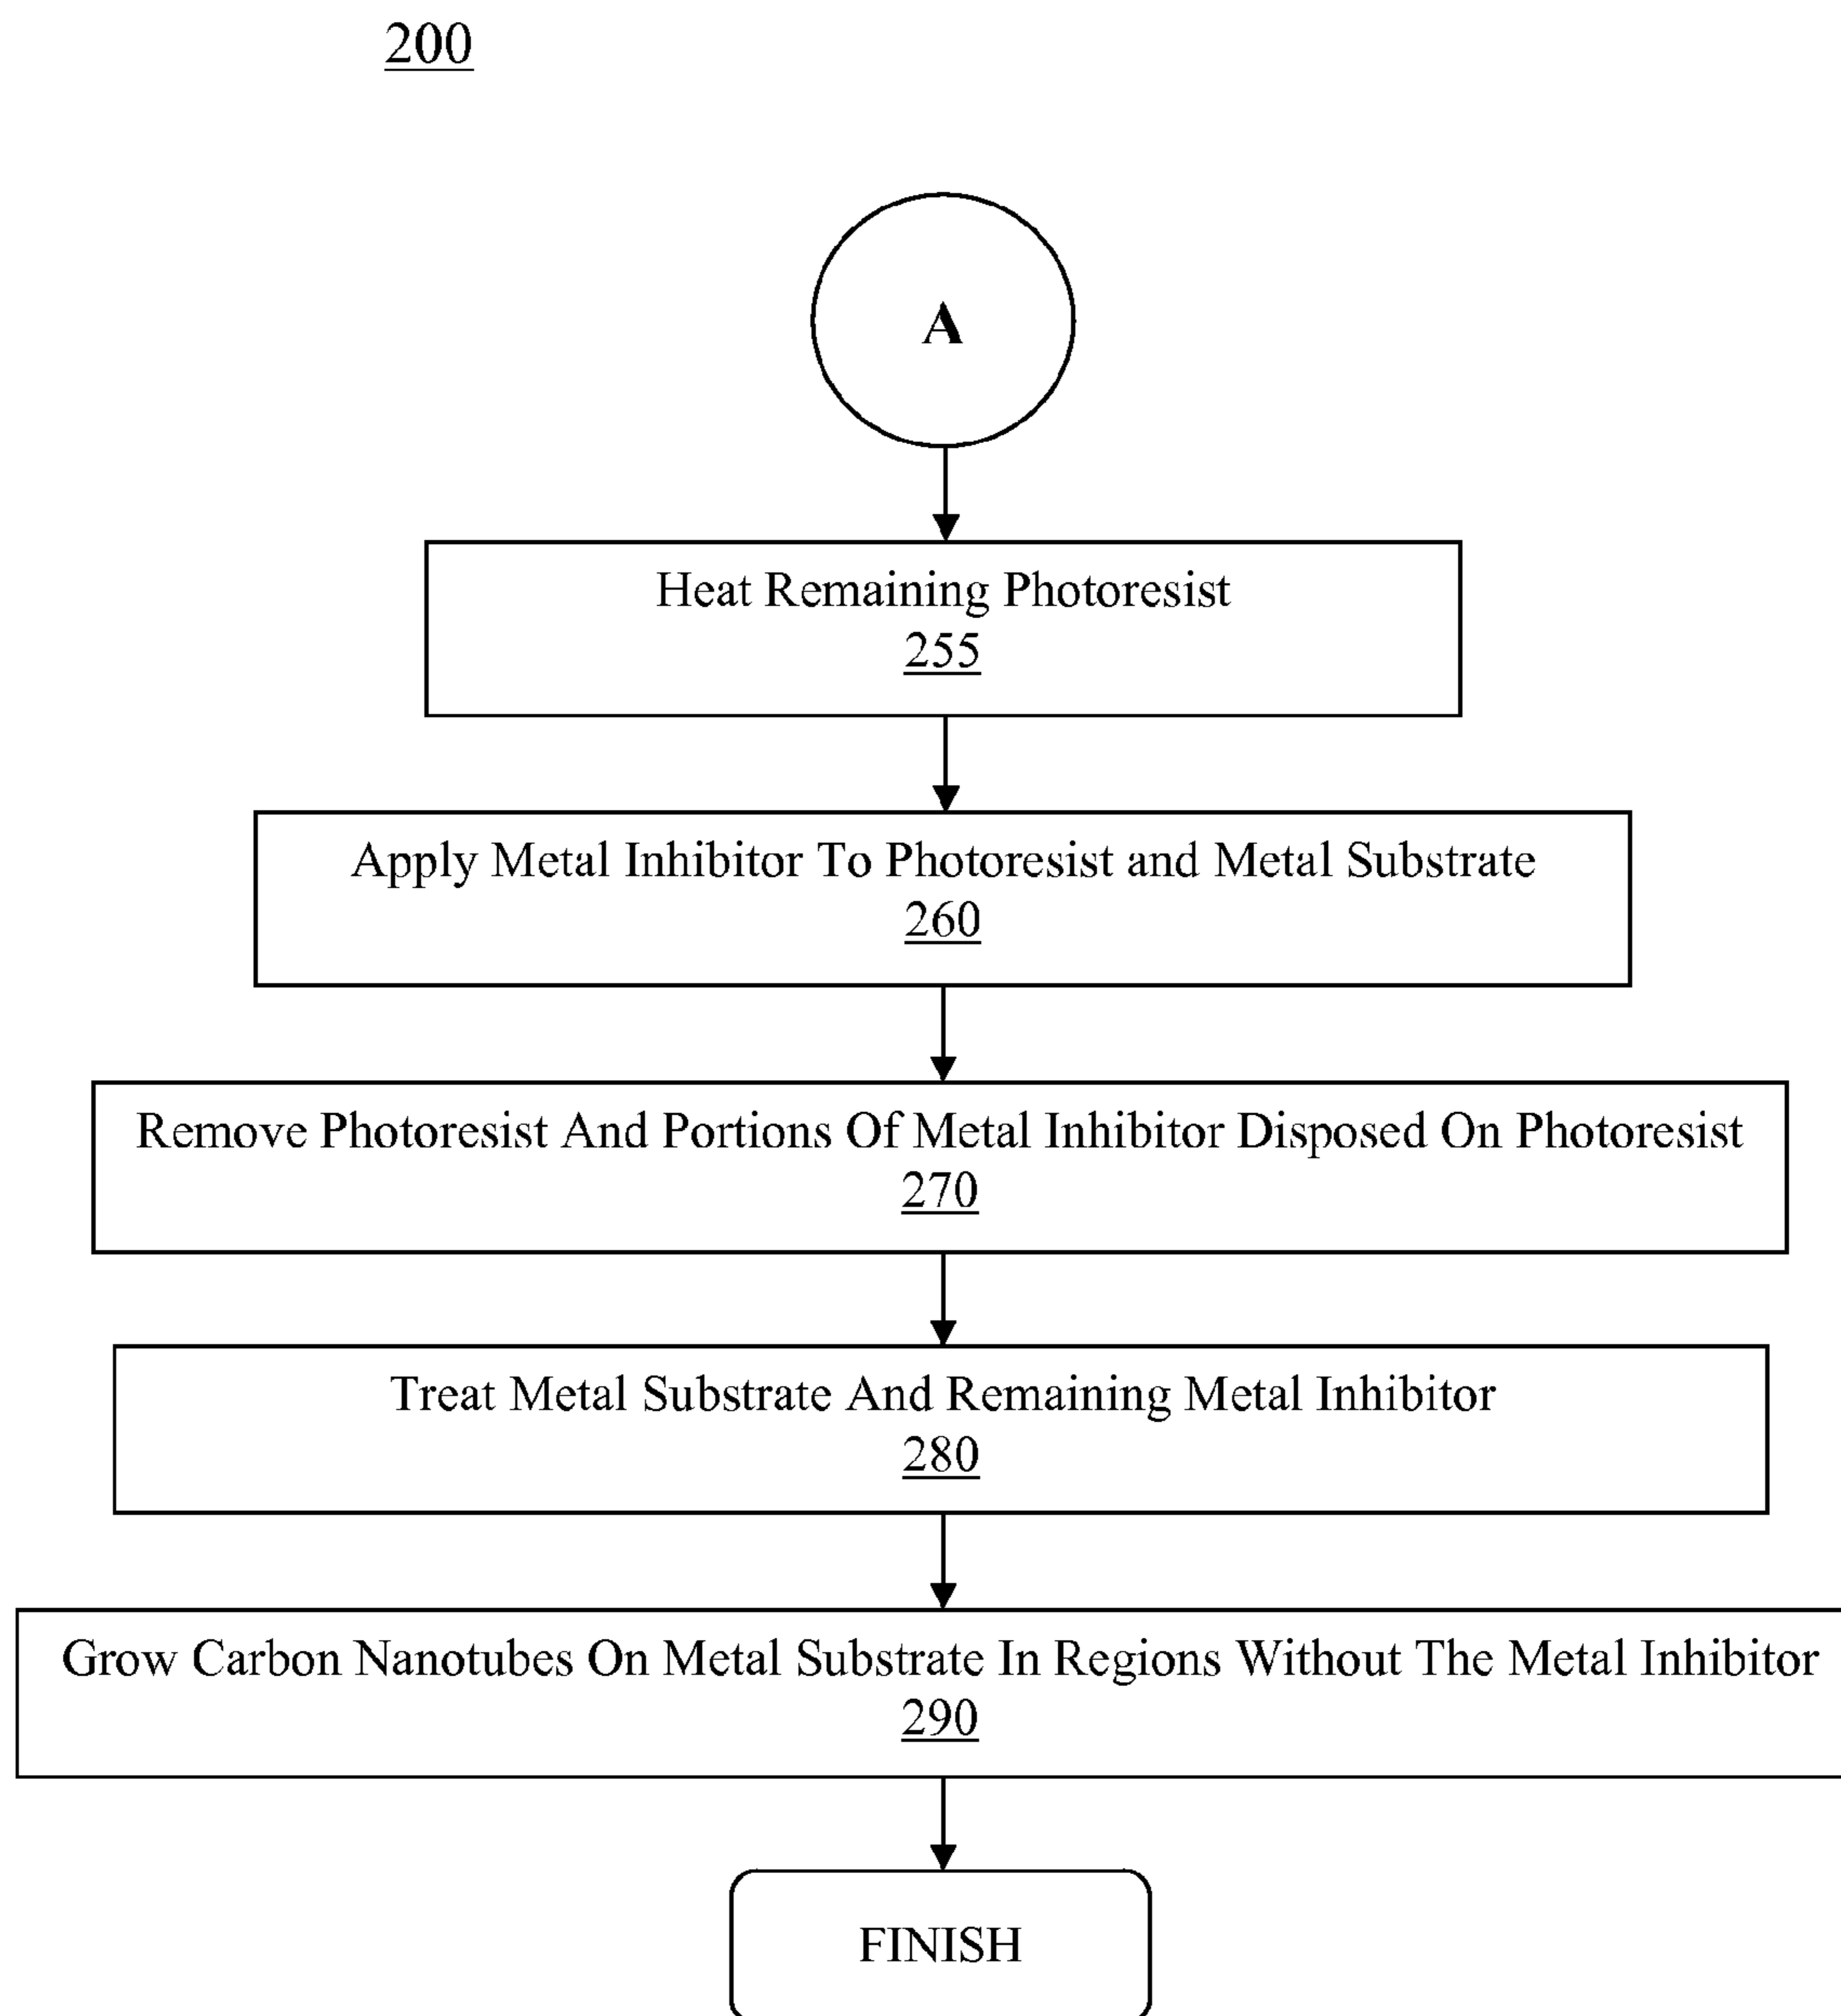 200
A
Heat Remaining Photoresist
255
Apply Metal Inhibitor To Photoresist and Metal Substrate
260
Remove Photoresist And Portions Of Metal Inhibitor Disposed On Photoresist
270
Treat Metal Substrate And Remaining Metal Inhibitor
280
Grow Carbon Nanotubes On Metal Substrate In Regions Without The Metal Inhibitor
290
FINISH